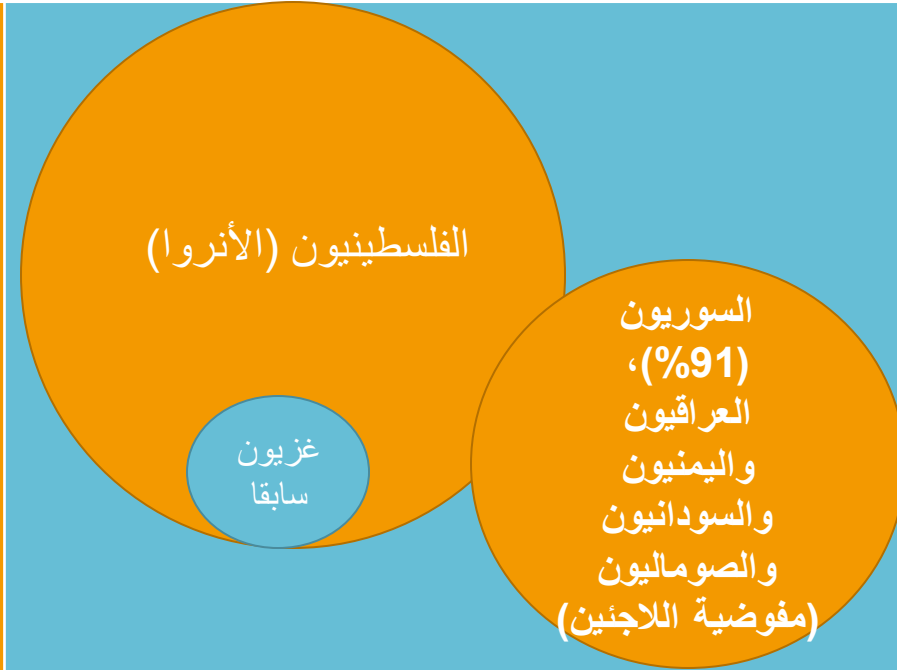 الفلسطينيون (الأنروا)
السوريون
(91%)،
العراقيون
واليمنيون
والسودانيون
والصوماليون
(مفوضية اللاجئين)
غزيون
سابقا